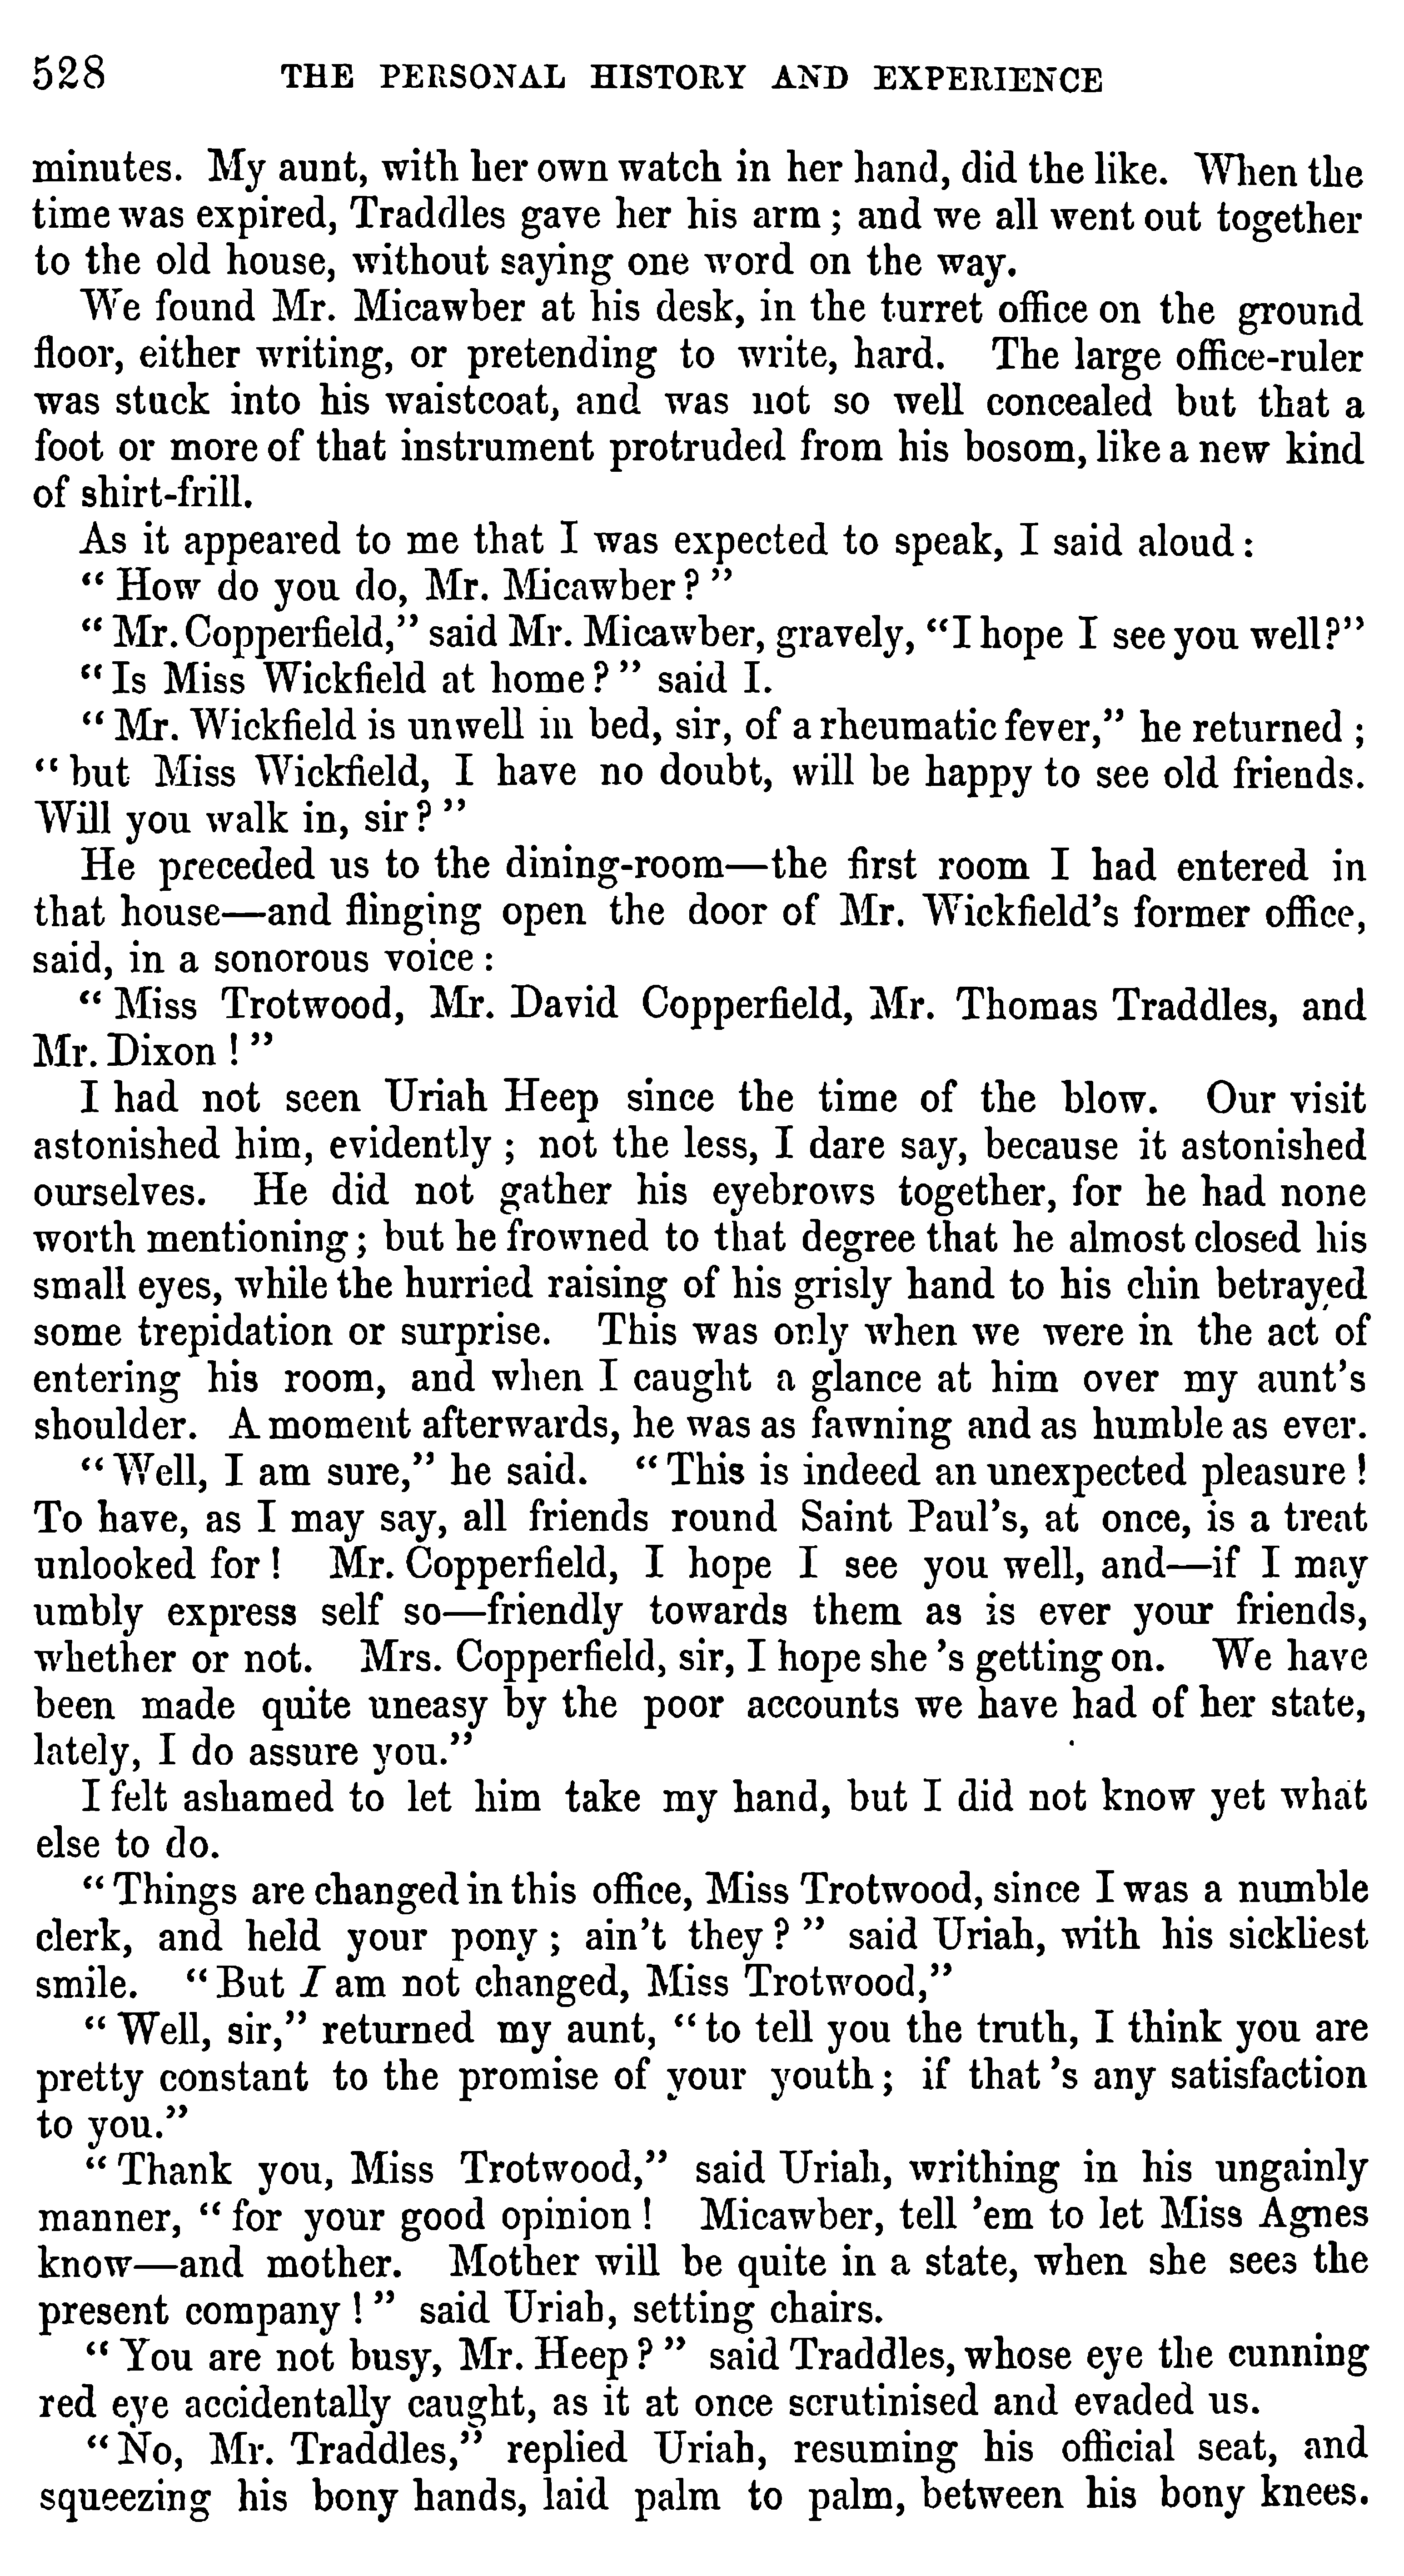 528 THE PERSONAL HISTORY AND EXPERIENCE
minutes. My aunt, with her own watch in her hand, did the like. When the
time was expired, Traddles gave her his arm ; and we all went out together
to the old house, without saying one word on the way.
We found Mr. Micawber at his desk, in the turret office on the ground
floor, either writing, or pretending to write, hard. The large office-ruler
was stuck into his waistcoat, and was not so well concealed but that a
foot or more of that instrument protruded from his bosom, like a new kind
of shirt-frill.
As it appeared to me that I was expected to speak, I said aloud :
“ How do you do, Mr. Micawber ? ”
“ Mr. Copperfield,” said Mr. Micawber, gravely, “I hope I see you well?”
“ Is Miss Wickfield at home ? ” said I.
“ Mr. Wickfield is unwell in bed, sir, of a rheumatic fever,” he returned ;
“ but Miss Wickfield, I have no doubt, will be happy to see old friends.
Will you walk in, sir ? ”
He preceded us to the dining-room—the first room I had entered in
that house—and flinging open the door of Mr. Wickfield's former office,
said, in a sonorous voice :
“ Miss Trotwood, Mr. David Copperfield, Mr. Thomas Traddles, and
Mr. Dixon ! ”
I had not seen Uriah Heep since the time of the blow. Our visit
astonished him, evidently ; not the less, I dare say, because it astonished
ourselves. He did not gather his eyebrows together, for he had none
worth mentioning ; but he frowned to that degree that he almost closed his
small eyes, while the hurried raising of his grisly hand to his chin betrayed
some trepidation or surprise. This was only when we were in the act of
entering his room, and when I caught a glance at him over my aunt's
shoulder. A moment afterwards, he was as fawning and as humble as ever.
“ Well, I am sure,” he said. “ This is indeed an unexpected pleasure !
To have, as I may say, all friends round Saint Paul's, at once, is a treat
unlooked for ! Mr. Copperfield, I hope I see you well, and—if I may
umbly express self so—friendly towards them as is ever your friends,
whether or not. Mrs. Copperfield, sir, I hope she 's getting on. We have
been made quite uneasy by the poor accounts we have had of her state,
lately, I do assure you.”
I felt ashamed to let him take my hand, but I did not know yet what
else to do.
“ Things are changed in this office, Miss Trotwood, since I was a numble
clerk, and held your pony ; ain't they ? ” said Uriah, with his sickliest
smile. “ But I am not changed, Miss Trotwood,”
“ Well, sir,” returned my aunt, “ to tell you the truth, I think you are
pretty constant to the promise of your youth ; if that 's any satisfaction
to you.”
“ Thank you, Miss Trotwood,” said Uriah, writhing in his ungainly
manner, “ for your good opinion ! Micawber, tell 'em to let Miss Agnes
know—and mother. Mother will be quite in a state, when she sees the
present company ! ” said Uriah, setting chairs.
“ You are not busy, Mr. Heep ? ” said Traddles, whose eye the cunning
red eye accidentally caught, as it at once scrutinised and evaded us.
“ No, Mr. Traddles,” replied Uriah, resuming his official seat, and
squeezing his bony hands, laid palm to palm, between his bony knees.